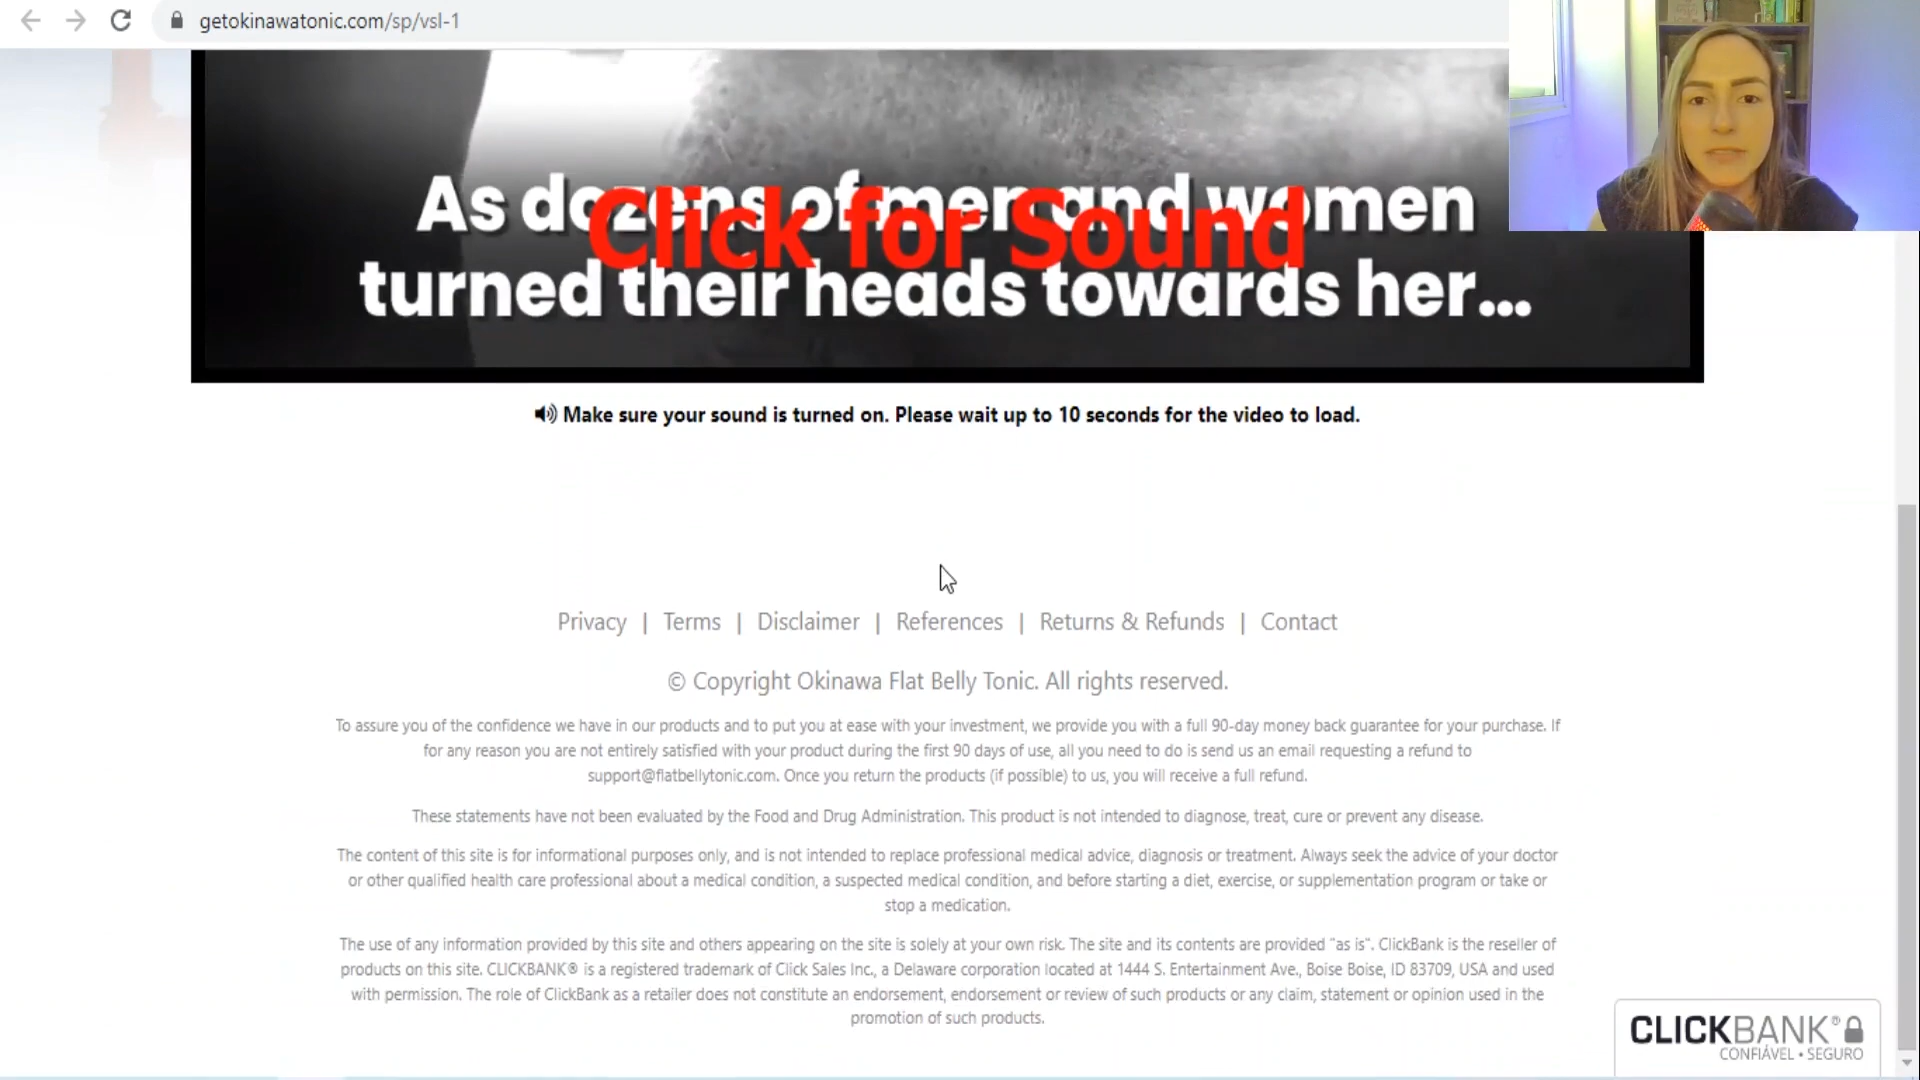 getokinawatonic.com/sp/vsl-1
As dozens of men and women
Click for Sound
turned their heads towards her...
Make sure your sound is turned on. Please wait up to 10 seconds for the video to load.
Privacy | Terms | Disclaimer | References | Returns & Refunds | Contact
© Copyright Okinawa Flat Belly Tonic. All rights reserved.
To assure you of the confidence we have in our products and to put you at ease with your investment, we provide you with a full 90-day money back guarantee for your purchase. If
for any reason you are not entirely satisfied with your product during the first 90 days of use, all you need to do is send us an email requesting a refund to
support@flatbellytonic.com. Once you return the products (if possible) to us, you will receive a full refund.
These statements have not been evaluated by the Food and Drug Administration. This product is not intended to diagnose, treat, cure or prevent any disease.
The content of this site is for informational purposes only, and is not intended to replace professional medical advice, diagnosis or treatment. Always seek the advice of your doctor
or other qualified health care professional about a medical condition, a suspected medical condition, and before starting a diet, exercise, or supplementation program or take or
stop a medication.
The use of any information provided by this site and others appearing on the site is solely at your own risk. The site and its contents are provided "as is". ClickBank is the reseller of
products on this site. CLICKBANK® is a registered trademark of Click Sales Inc., a Delaware corporation located at 1444 S. Entertainment Ave., Boise Boise, ID 83709, USA and used
with permission. The role of ClickBank as a retailer does not constitute an endorsement, endorsement or review of such products or any claim, statement or opinion used in the
promotion of such products.
CLICKBANK®
CONFIÁVEL • SEGURO